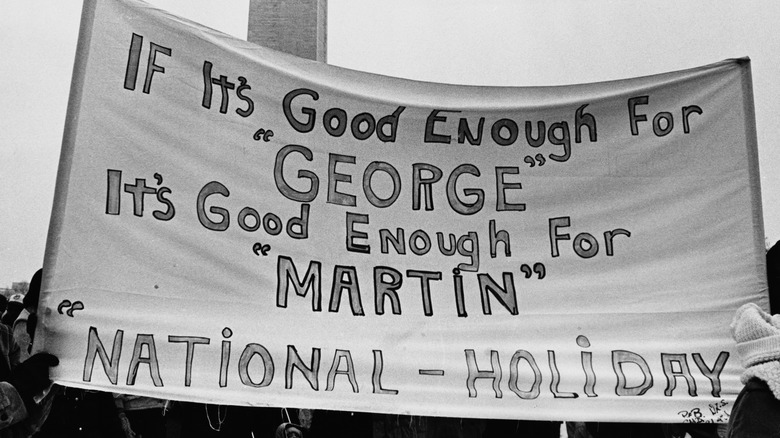 IF It's Good Enough For
"GEORGE"
It's Good Enough For
"MARTiN"
"NATiONAL - HOLiDAY